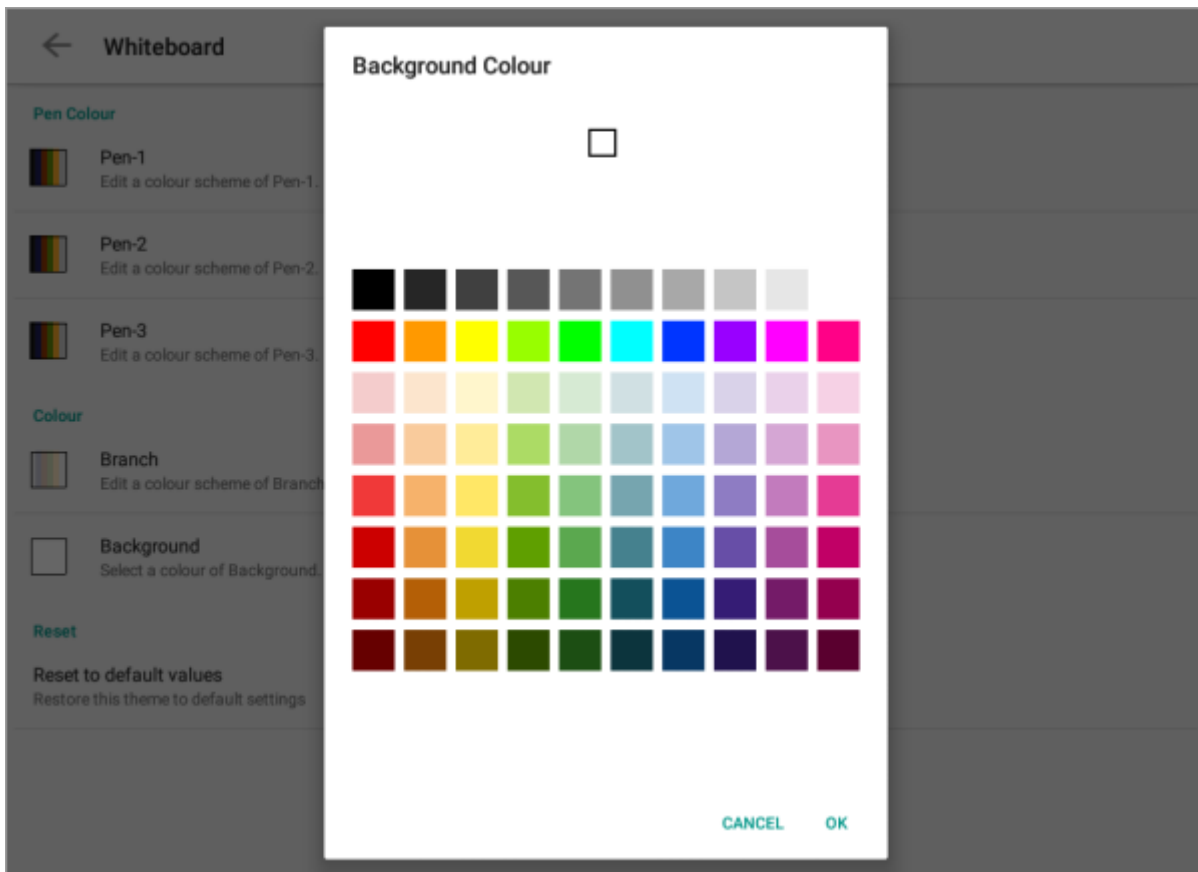 Whiteboard
Background Colour
Pen Colour
Pen-1
Edit a colour scheme of Pen-1.
Pen-2
Edit a colour scheme of Pen-2.
Pen-3
Edit a colour scheme of Pen-3.
Colour
Branch
Edit a colour scheme of Branch
Background
Select a colour of Background.
Reset
Reset to default values
Restore this theme to default settings
CANCEL OK